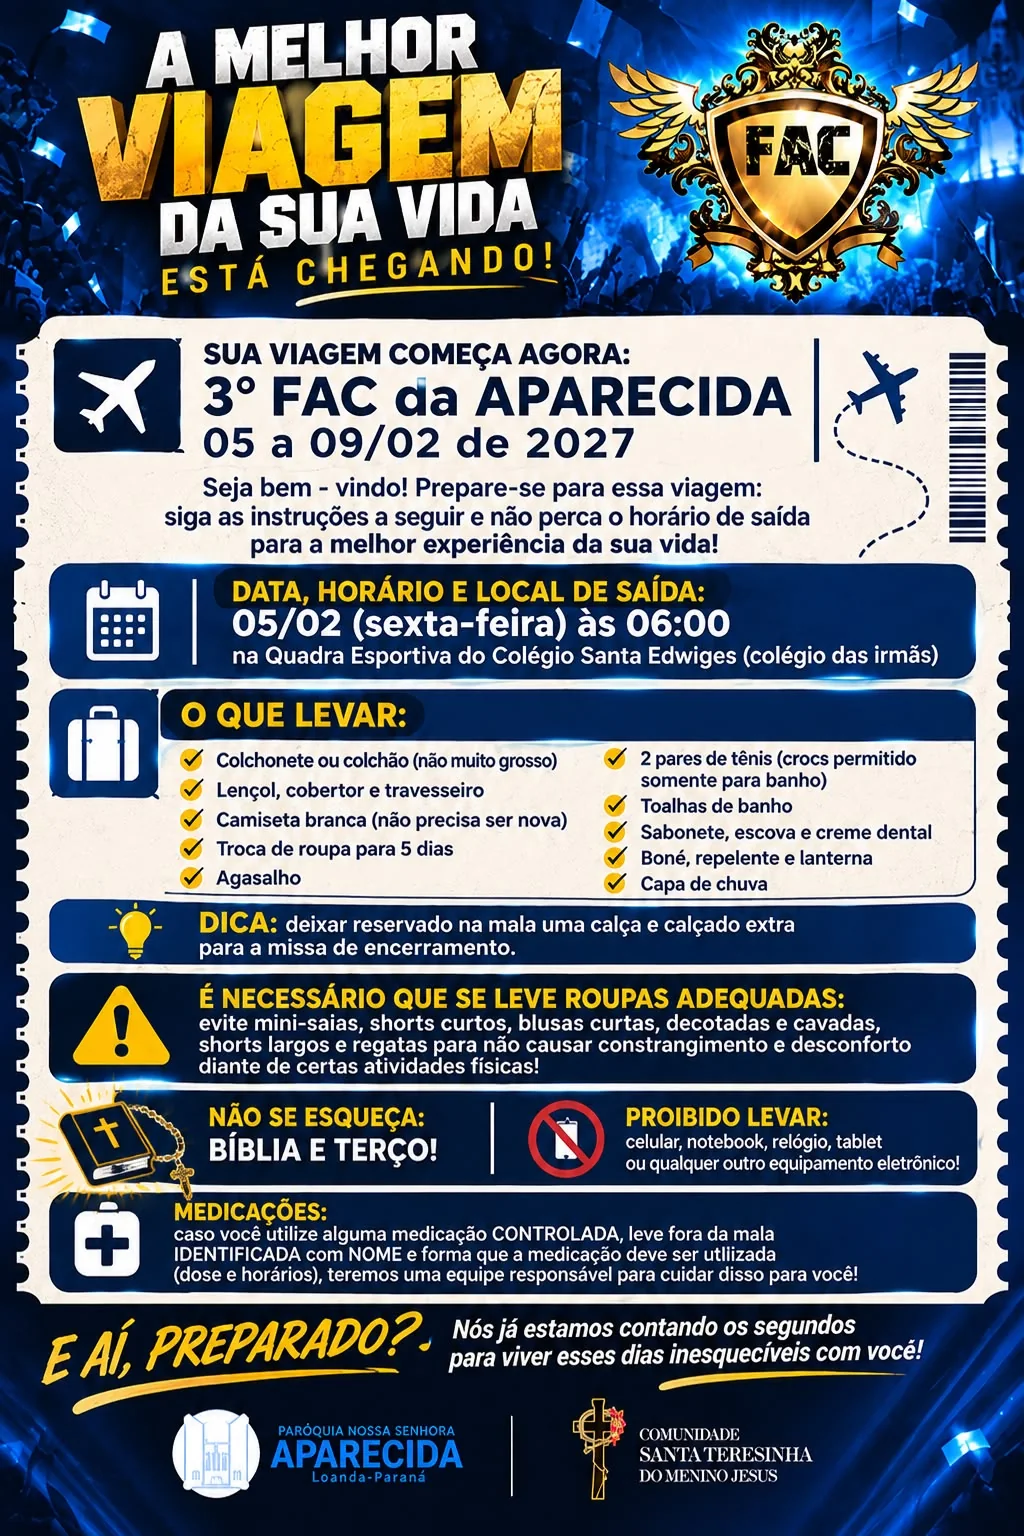 A MELHOR
VIAGEM
DA SUA VIDA
ESTÁ CHEGANDO!
FAC
SUA VIAGEM COMEÇA AGORA:
3° FAC da APARECIDA
05 a 09/02 de 2027
Seja bem - vindo! Prepare-se para essa viagem:
siga as instruções a seguir e não perca o horário de saída
para a melhor experiência da sua vida!
DATA, HORÁRIO E LOCAL DE SAÍDA:
05/02 (sexta-feira) às 06:00
na Quadra Esportiva do Colégio Santa Edwiges (colégio das irmãs)
O QUE LEVAR:
Colchonete ou colchão (não muito grosso)
Lençol, cobertor e travesseiro
Camiseta branca (não precisa ser nova)
Troca de roupa para 5 dias
Agasalho
2 pares de tênis (crocs permitido
somente para banho)
Toalhas de banho
Sabonete, escova e creme dental
Boné, repelente e lanterna
Capa de chuva
DICA: deixar reservado na mala uma calça e calçado extra
para a missa de encerramento.
É NECESSÁRIO QUE SE LEVE ROUPAS ADEQUADAS:
evite mini-saias, shorts curtos, blusas curtas, decotadas e cavadas,
shorts largos e regatas para não causar constrangimento e desconforto
diante de certas atividades físicas!
NÃO SE ESQUEÇA:
BÍBLIA E TERÇO!
PROIBIDO LEVAR:
celular, notebook, relógio, tablet
ou qualquer outro equipamento eletrônico!
MEDICAÇÕES:
caso você utilize alguma medicação CONTROLADA, leve fora da mala
IDENTIFICADA com NOME e forma que a medicação deve ser utliizada
(dose e horários), teremos uma equipe responsável para cuidar disso para você!
E AÍ, PREPARADO?
Nós já estamos contando os segundos
para viver esses dias inesquecíveis com você!
PARÓQUIA NOSSA SENHORA
APARECIDA
Loanda-Paraná
COMUNIDADE
SANTA TERESINHA
DO MENINO JESUS